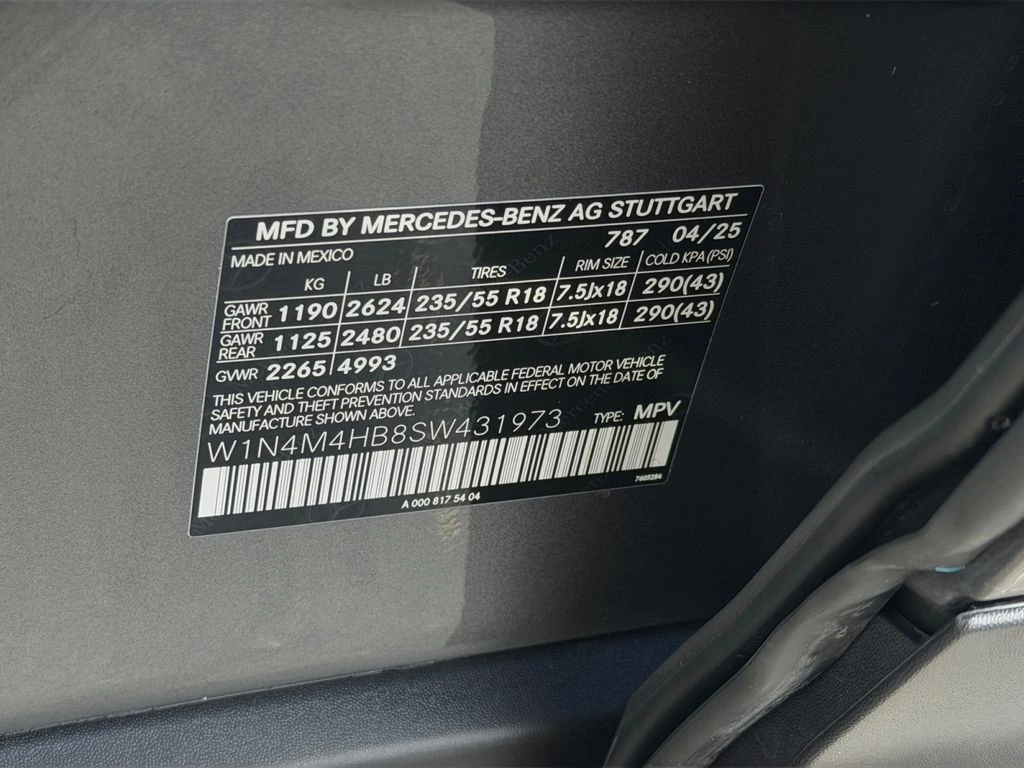 MFD BY MERCEDES-BENZ AG STUTTGART
MADE IN MEXICO 787 04/25
KG LB TIRES RIM SIZE COLD KPA (PSI)
GAWR FRONT 1190 2624 235/55 R18 7.5Jx18 290(43)
GAWR REAR 1125 2480 235/55 R18 7.5Jx18 290(43)
GVWR 2265 4993
THIS VEHICLE CONFORMS TO ALL APPLICABLE FEDERAL MOTOR VEHICLE
SAFETY AND THEFT PREVENTION STANDARDS IN EFFECT ON THE DATE OF
MANUFACTURE SHOWN ABOVE.
W1N4M4HB8SW431973 TYPE: MPV
A 000 817 54 04 7605284